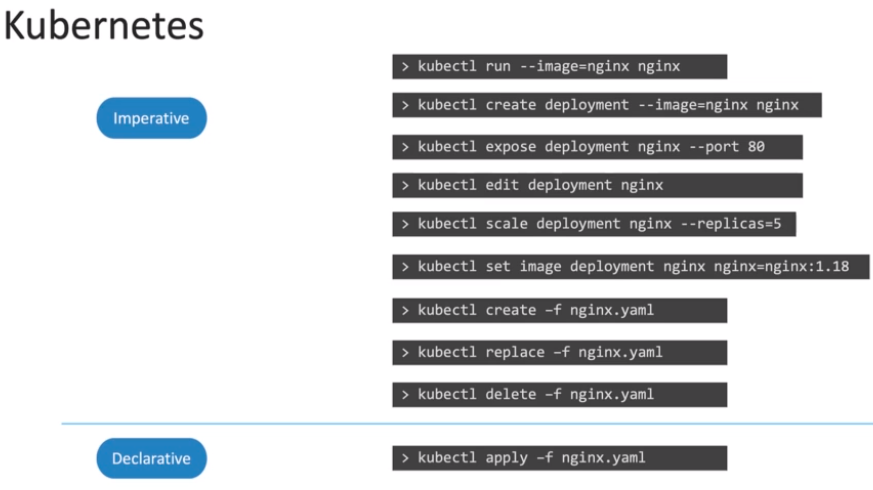 Kubernetes
Imperative
> kubectl run --image=nginx nginx
> kubectl create deployment --image=nginx nginx
> kubectl expose deployment nginx --port 80
> kubectl edit deployment nginx
> kubectl scale deployment nginx --replicas=5
> kubectl set image deployment nginx nginx=nginx:1.18
> kubectl create –f nginx.yaml
> kubectl replace –f nginx.yaml
> kubectl delete –f nginx.yaml
Declarative
> kubectl apply –f nginx.yaml